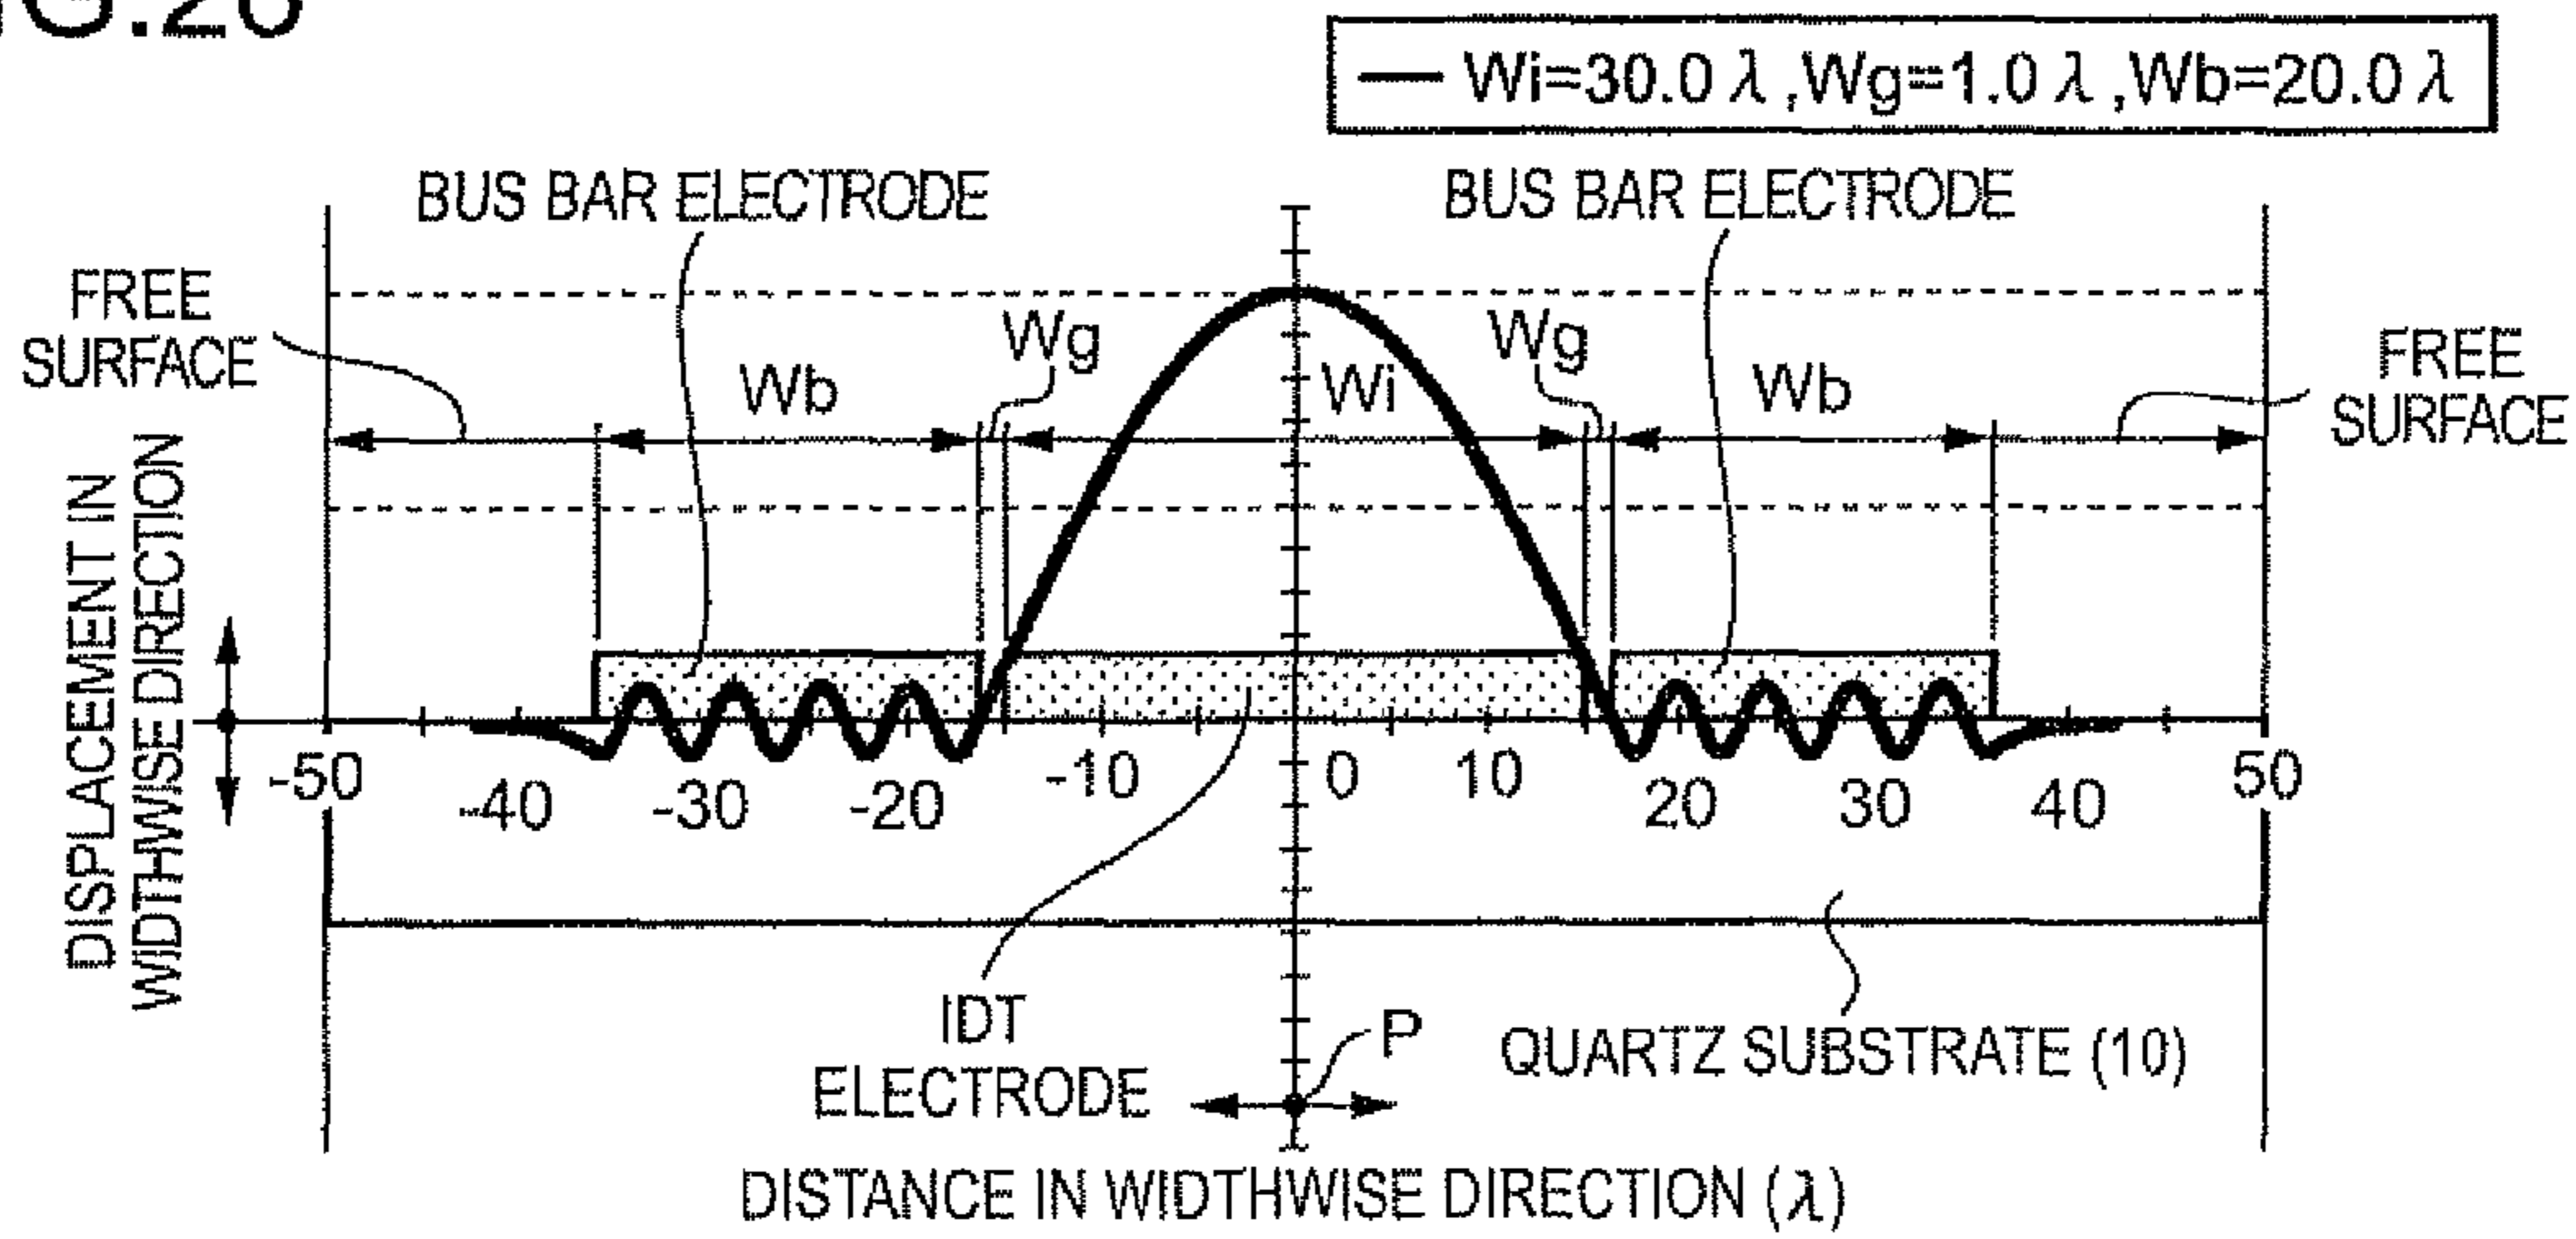 Wi=30.0 λ ,Wg=1.0 λ ,Wb=20.0 λ
BUS BAR ELECTRODE
BUS BAR ELECTRODE
FREE
SURFACE
Wb
Wg
Wi
Wg
Wb
FREE
SURFACE
DISPLACEMENT IN
WIDTHWISE DIRECTION
-50
-40
-30
-20
-10
0
10
20
30
40
50
IDT
ELECTRODE
P
QUARTZ SUBSTRATE (10)
DISTANCE IN WIDTHWISE DIRECTION (λ)